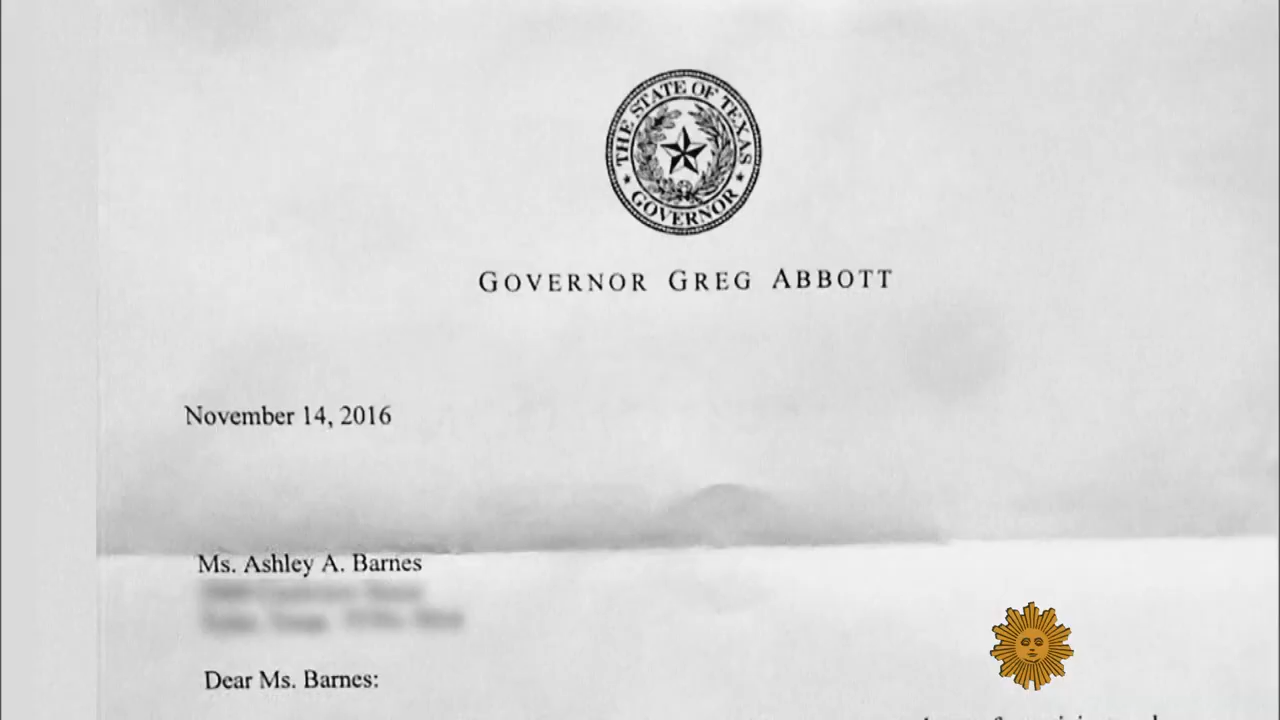 THE STATE OF TEXAS
GOVERNOR
GOVERNOR GREG ABBOTT
November 14, 2016
Ms. Ashley A. Barnes
Dear Ms. Barnes: